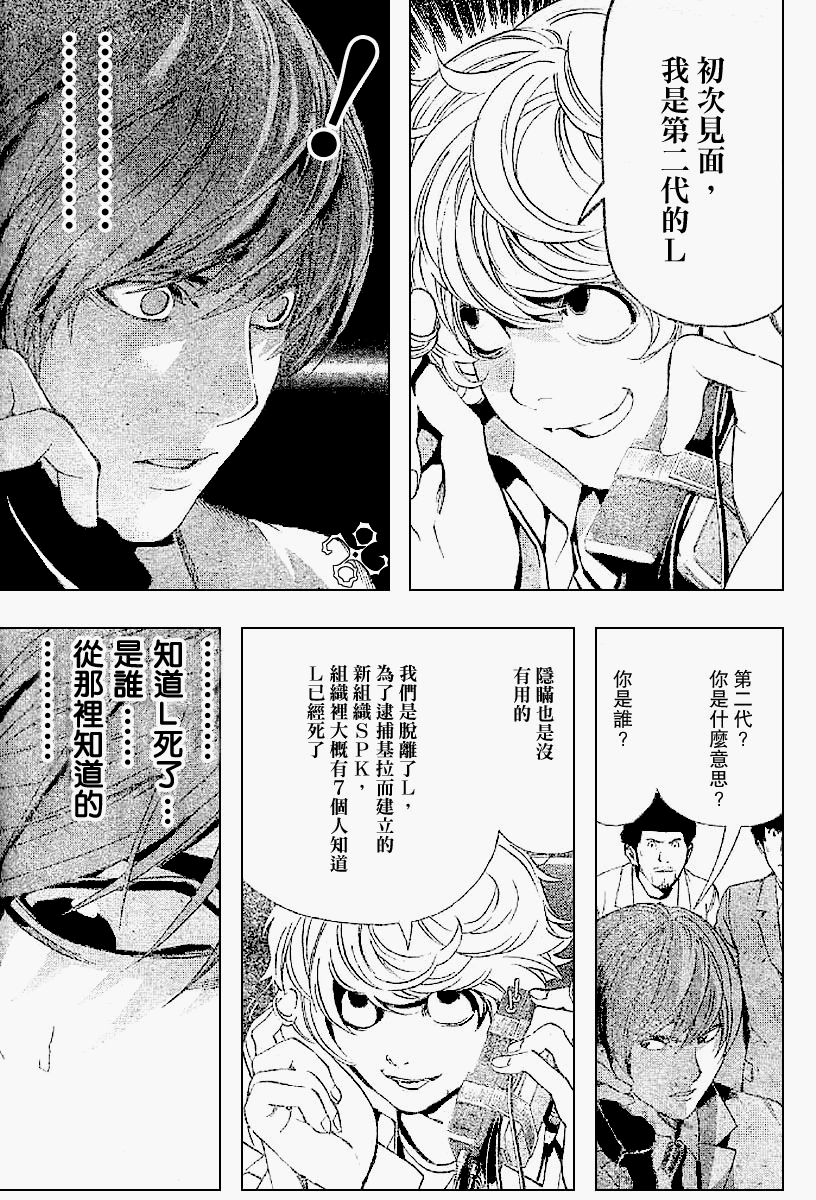 初次見面，
我是第二代的Ｌ
！
…………………
…………………
第二代？
你是什麼意思？
你是誰？
隱瞞也是沒
有用的
我們是脫離了Ｌ，
為了逮捕基拉而建立的
新組織ＳＰＫ，
組織裡大概有７個人知道
Ｌ已經死了
………
知道Ｌ死了…
是誰……
從那裡知道的
………